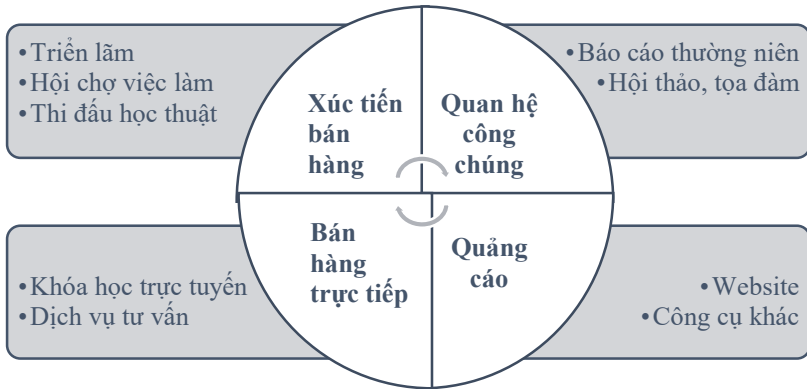 •Triển lãm
•Hội chợ việc làm
•Thi đấu học thuật
Xúc tiến
bán
hàng
Quan hệ
công
chúng
•Báo cáo thường niên
•Hội thảo, tọa đàm
•Khóa học trực tuyến
•Dịch vụ tư vấn
Bán
hàng
trực tiếp
Quảng
cáo
•Website
•Công cụ khác